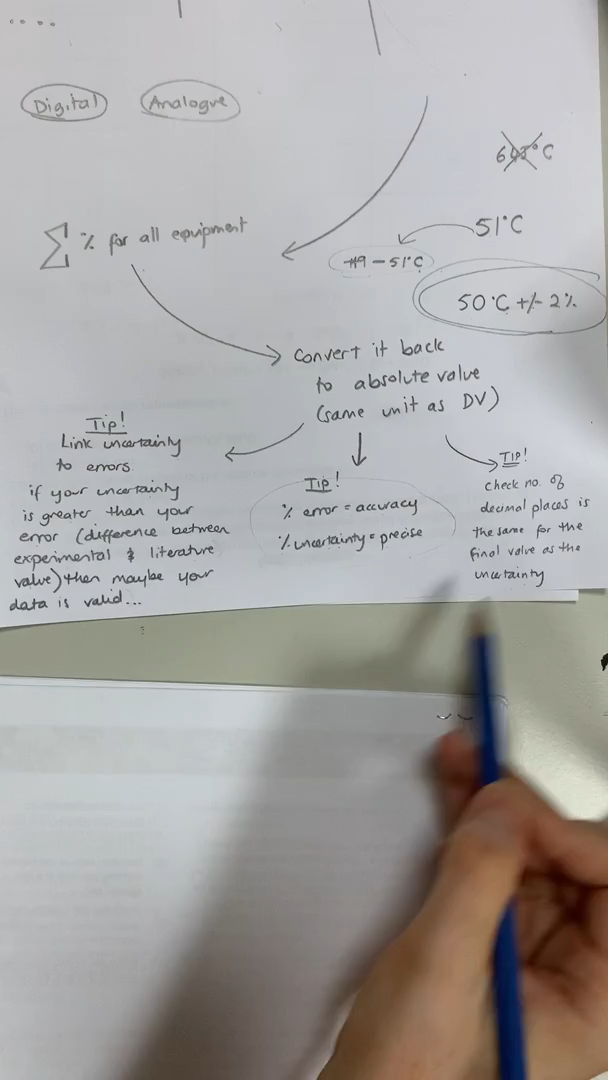 Digital
Analogue
605°C
51°C
Σ % for all equipment
49 - 51°C
50°C +/- 2%
Convert it back
to absolute value
(same unit as DV)
Tip!
Link uncertainty
to errors.
if your uncertainty
is greater than your
error (difference between
experimental & literature
value) then maybe your
data is valid...
Tip!
% error = accuracy
% uncertainty = precise
TIP!
check no. of
decimal places is
the same for the
final value as the
uncertainty